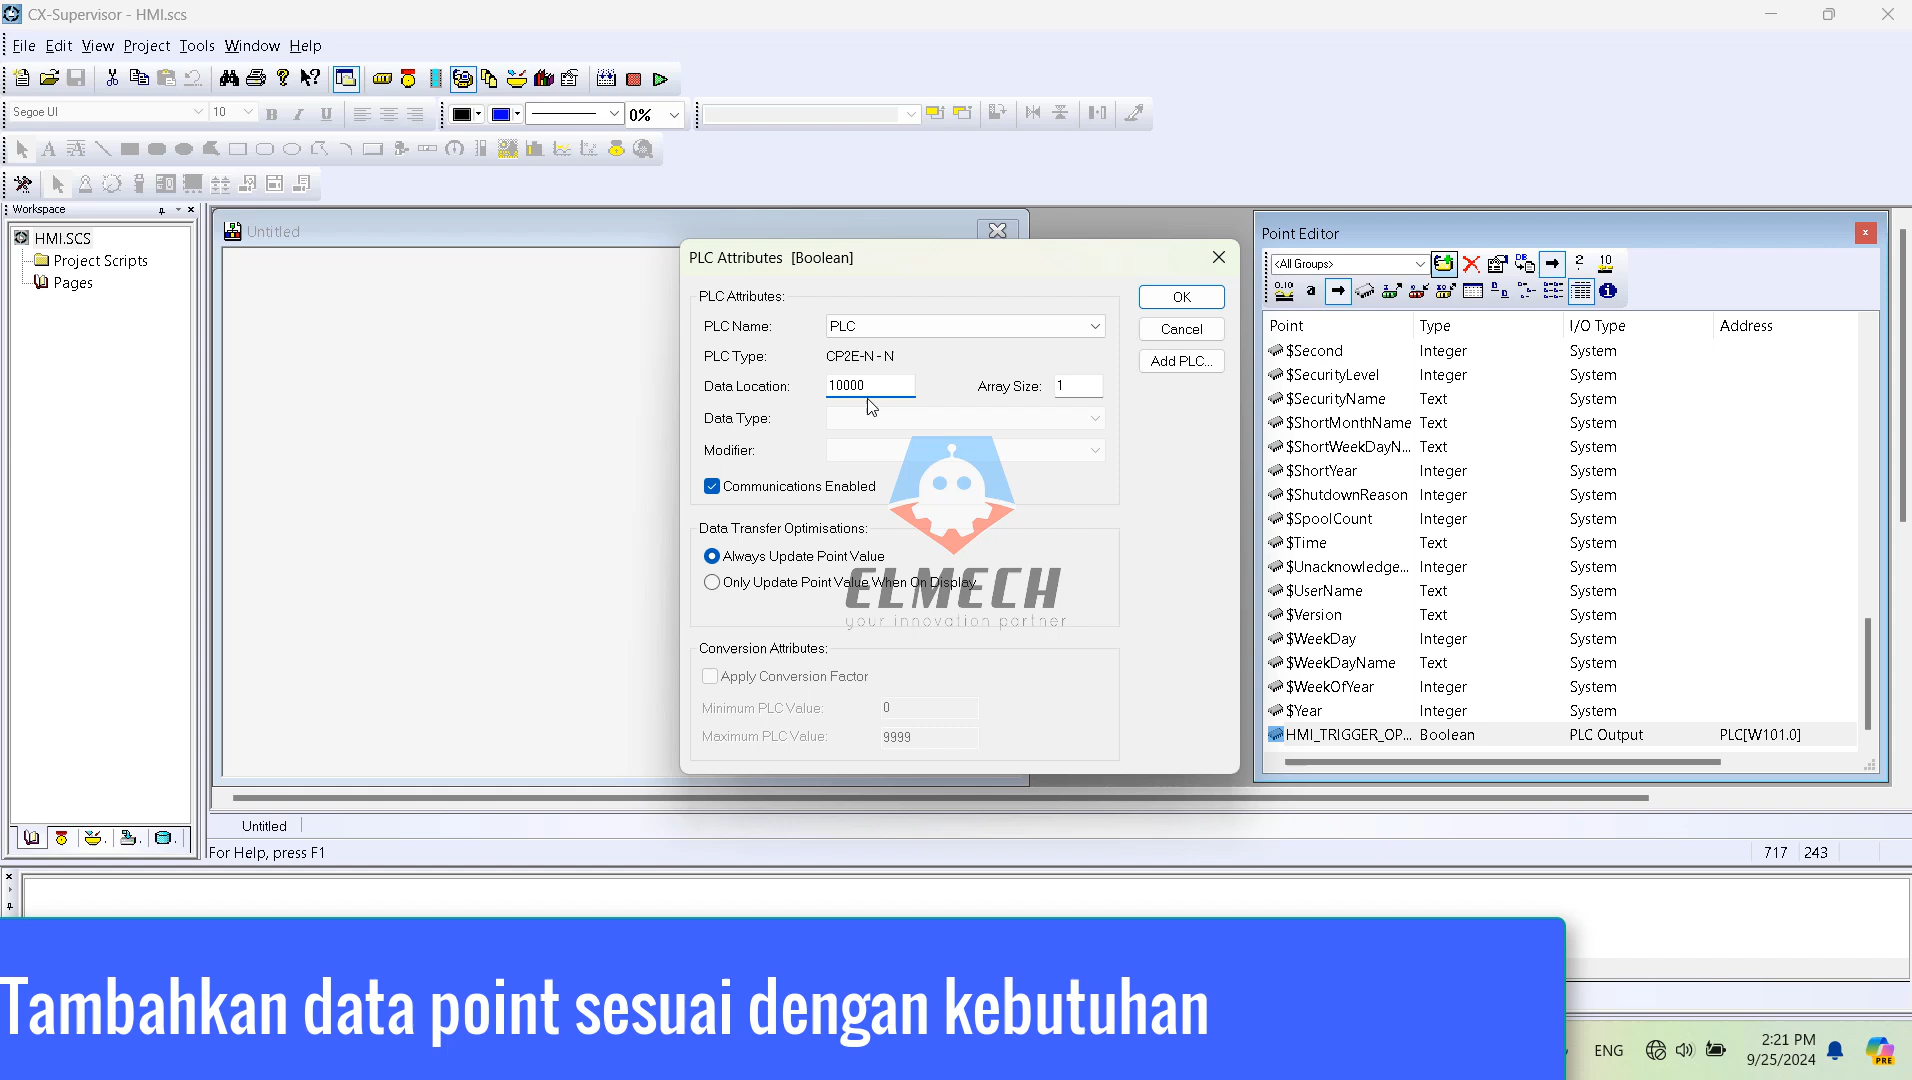 CX-Supervisor - HMI.scs
File Edit View Project Tools Window Help
Segoe UI 10 B I U 0%
Workspace
HMI.SCS
Project Scripts
Pages
Untitled
PLC Attributes [Boolean]
PLC Attributes:
PLC Name: PLC
PLC Type: CP2E-N - N
Data Location: 10000 Array Size: 1
Data Type:
Modifier:
Communications Enabled
Data Transfer Optimisations:
Always Update Point Value
Only Update Point Value When On Display
Conversion Attributes:
Apply Conversion Factor
Minimum PLC Value: 0
Maximum PLC Value: 9999
OK
Cancel
Add PLC...
ELMECH
your innovation partner
Point Editor
<All Groups>
Point Type I/O Type Address
$Second Integer System
$SecurityLevel Integer System
$SecurityName Text System
$ShortMonthName Text System
$ShortWeekDayN... Text System
$ShortYear Integer System
$ShutdownReason Integer System
$SpoolCount Integer System
$Time Text System
$Unacknowledge... Integer System
$UserName Text System
$Version Text System
$WeekDay Integer System
$WeekDayName Text System
$WeekOfYear Integer System
$Year Integer System
HMI_TRIGGER_OP... Boolean PLC Output PLC[W101.0]
Untitled
For Help, press F1
717 243
Tambahkan data point sesuai dengan kebutuhan
ENG
2:21 PM
9/25/2024
PRE